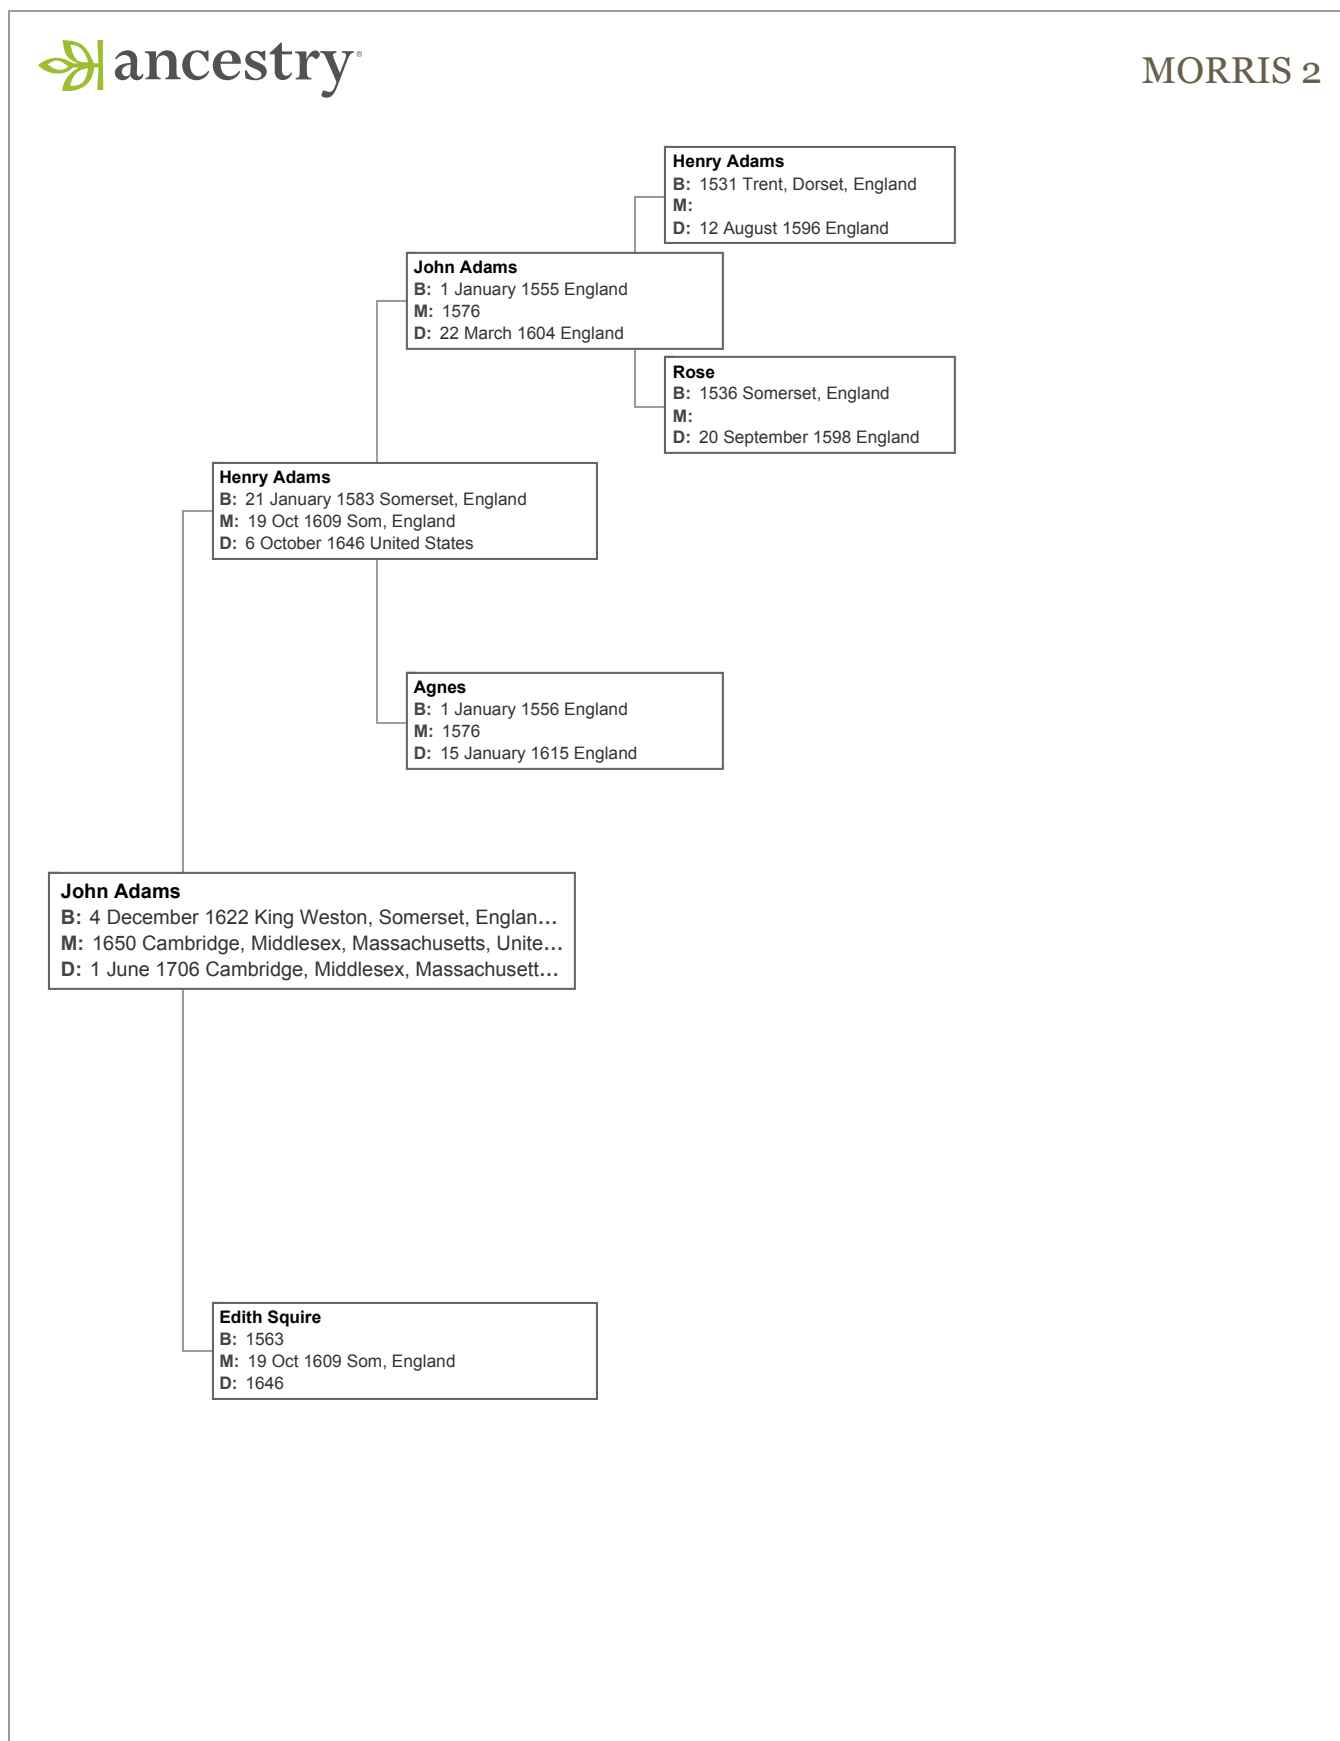 ancestry
MORRIS 2
Henry Adams
B: 1531 Trent, Dorset, England
M:
D: 12 August 1596 England
John Adams
B: 1 January 1555 England
M: 1576
D: 22 March 1604 England
Rose
B: 1536 Somerset, England
M:
D: 20 September 1598 England
Henry Adams
B: 21 January 1583 Somerset, England
M: 19 Oct 1609 Som, England
D: 6 October 1646 United States
Agnes
B: 1 January 1556 England
M: 1576
D: 15 January 1615 England
John Adams
B: 4 December 1622 King Weston, Somerset, Englan...
M: 1650 Cambridge, Middlesex, Massachusetts, Unite...
D: 1 June 1706 Cambridge, Middlesex, Massachusett...
Edith Squire
B: 1563
M: 19 Oct 1609 Som, England
D: 1646